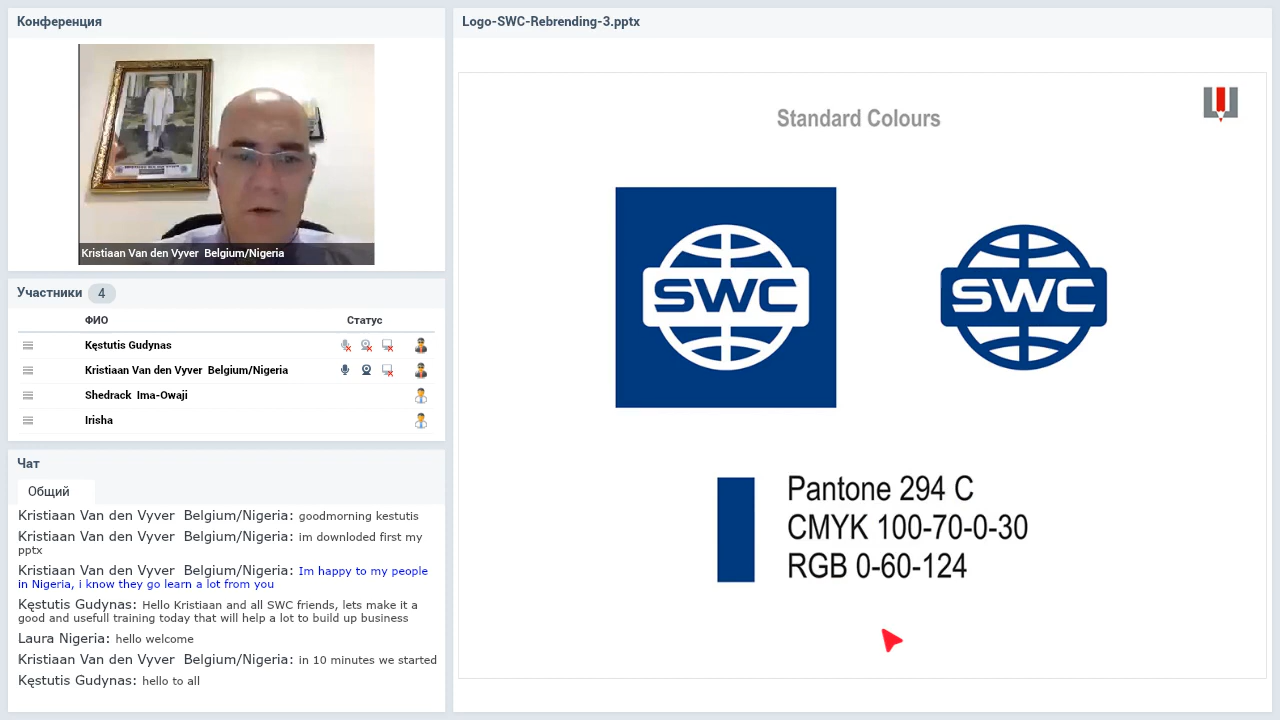 Конференция
Kristiaan Van den Vyver  Belgium/Nigeria
Участники 4
ФИО Статус
Kęstutis Gudynas
Kristiaan Van den Vyver  Belgium/Nigeria
Shedrack  Ima-Owaji
Irisha
Чат
Общий
Kristiaan Van den Vyver  Belgium/Nigeria: goodmorning kestutis
Kristiaan Van den Vyver  Belgium/Nigeria: im downloded first my
pptx
Kristiaan Van den Vyver  Belgium/Nigeria: Im happy to my people
in Nigeria, i know they go learn a lot from you
Kęstutis Gudynas: Hello Kristiaan and all SWC friends, lets make it a
good and usefull training today that will help a lot to build up business
Laura Nigeria: hello welcome
Kristiaan Van den Vyver  Belgium/Nigeria: in 10 minutes we started
Kęstutis Gudynas: hello to all
Logo-SWC-Rebrending-3.pptx
Standard Colours
SWC SWC
Pantone 294 C
CMYK 100-70-0-30
RGB 0-60-124